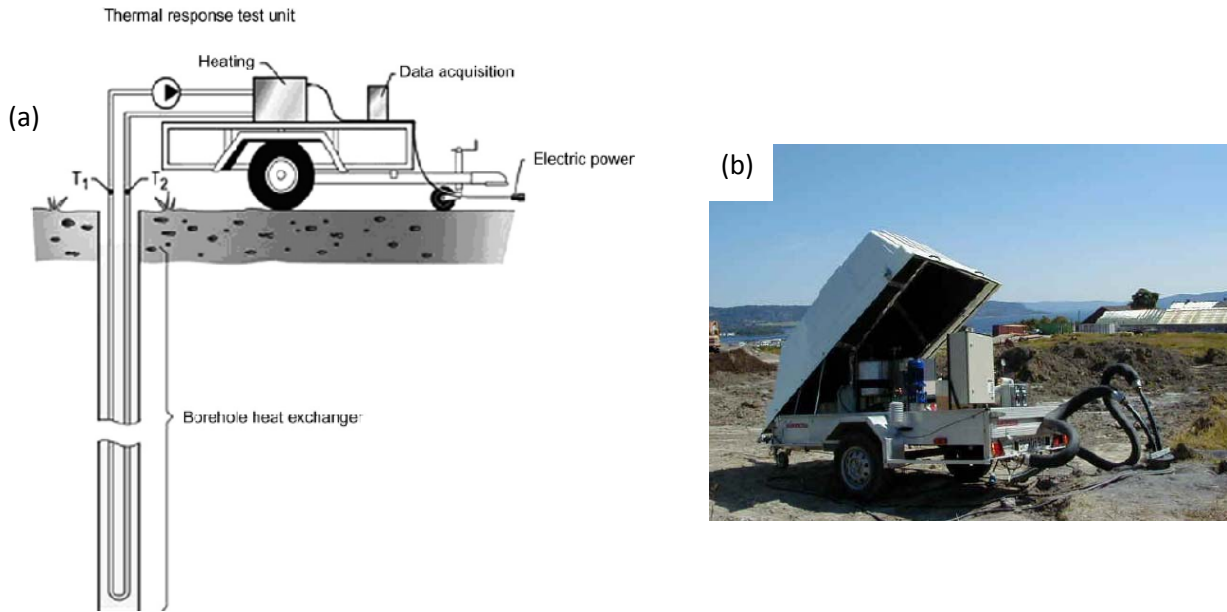 Thermal response test unit
Heating
Data acquisition
(a)
(b)
T1 T2
Electric power
Borehole heat exchanger